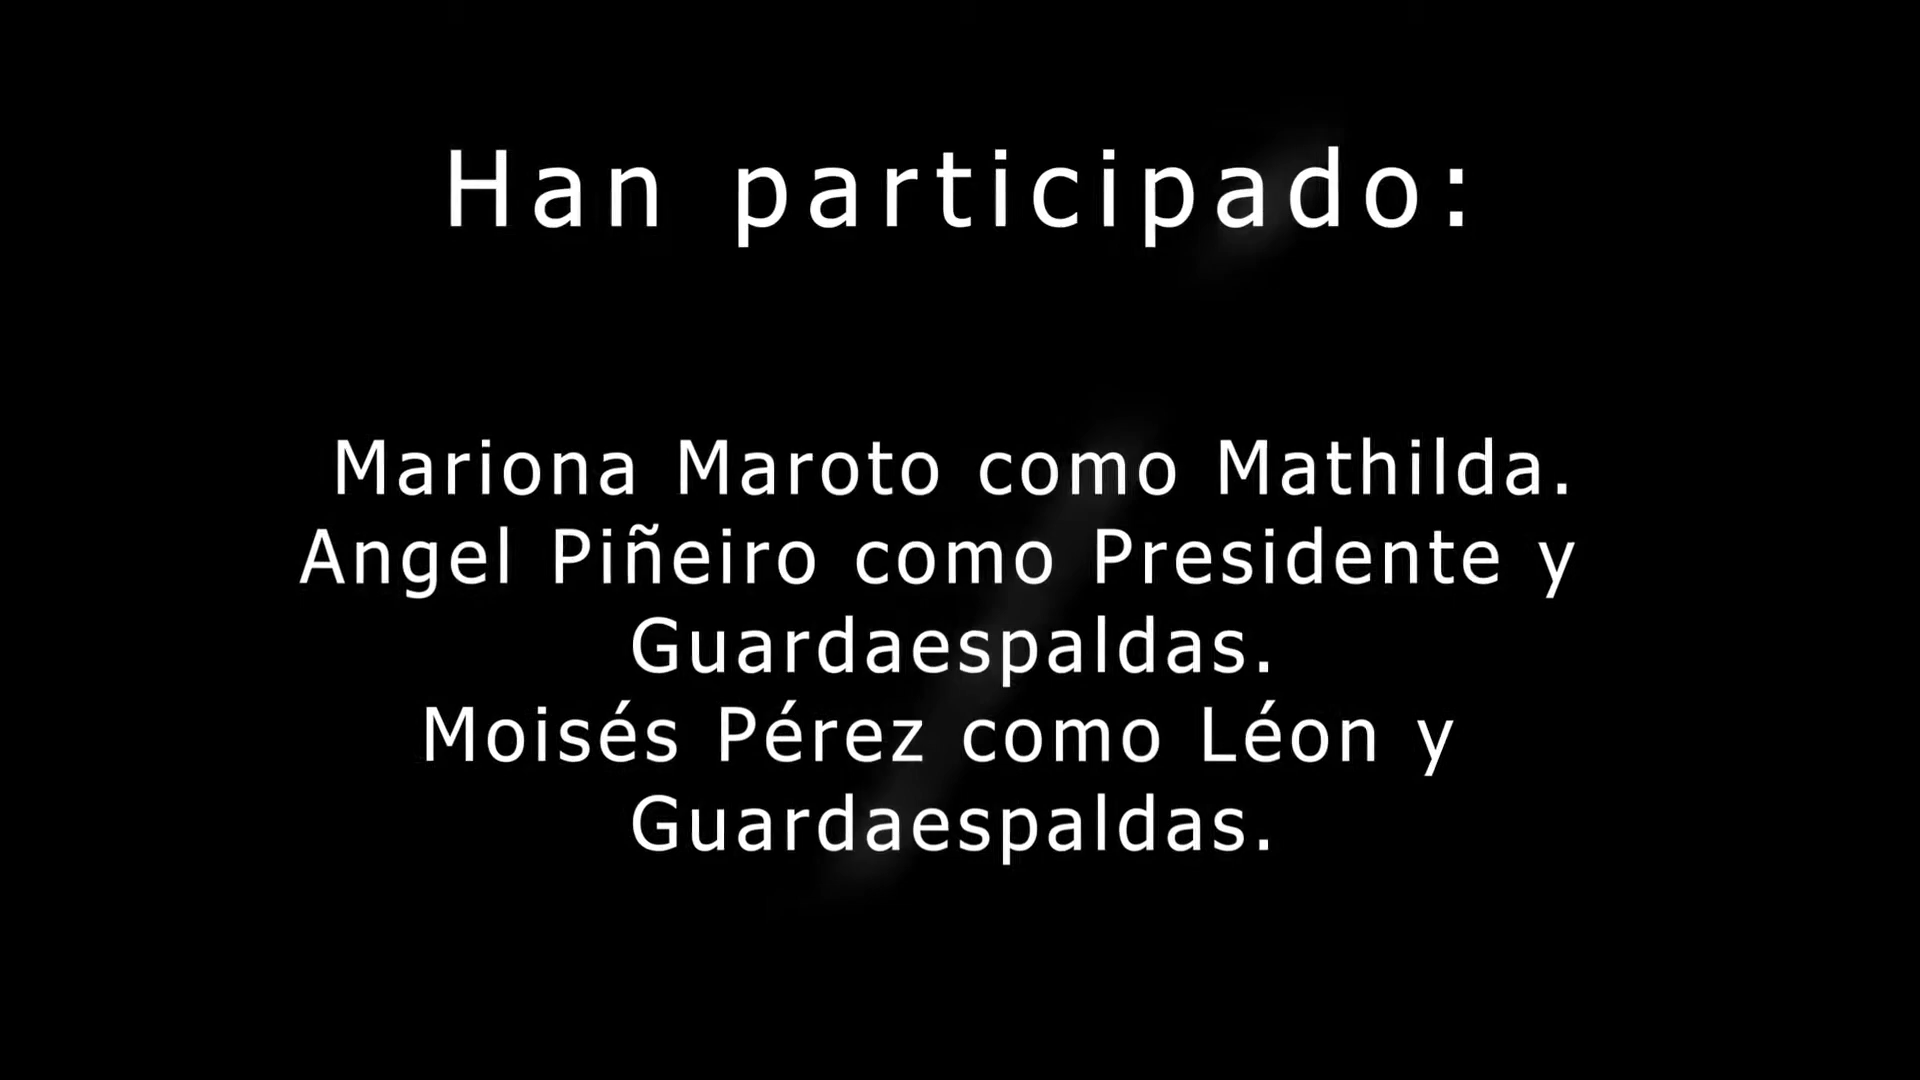 Han participado:
Mariona Maroto como Mathilda.
Angel Piñeiro como Presidente y
Guardaespaldas.
Moisés Pérez como Léon y
Guardaespaldas.